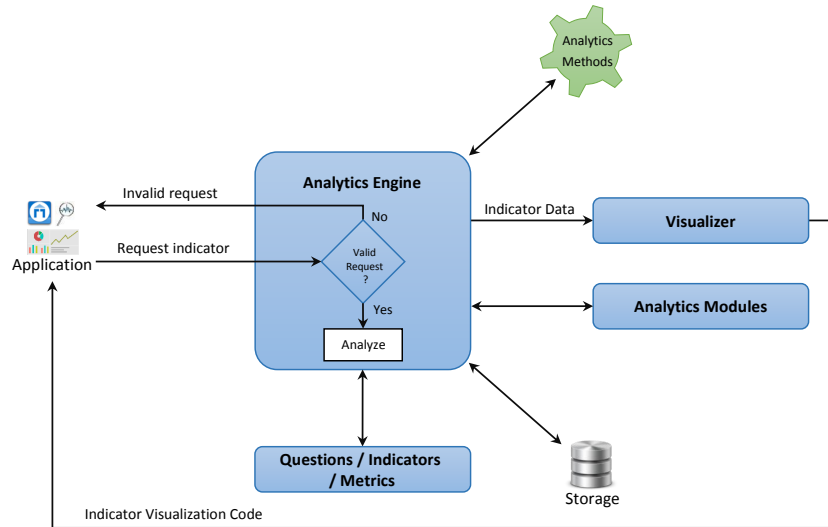 Analytics
Methods
Analytics Engine
Invalid request
No
Indicator Data
Visualizer
Request indicator
Application
Valid
Request
?
Analytics Modules
Yes
Analyze
Questions / Indicators
/ Metrics
Storage
Indicator Visualization Code